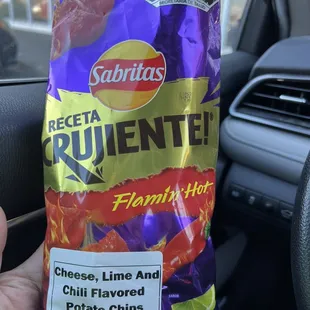 Sabritas
RECETA
CRUJIENTE!
Flamin' Hot
Cheese, Lime And
Chili Flavored
Potato Chips